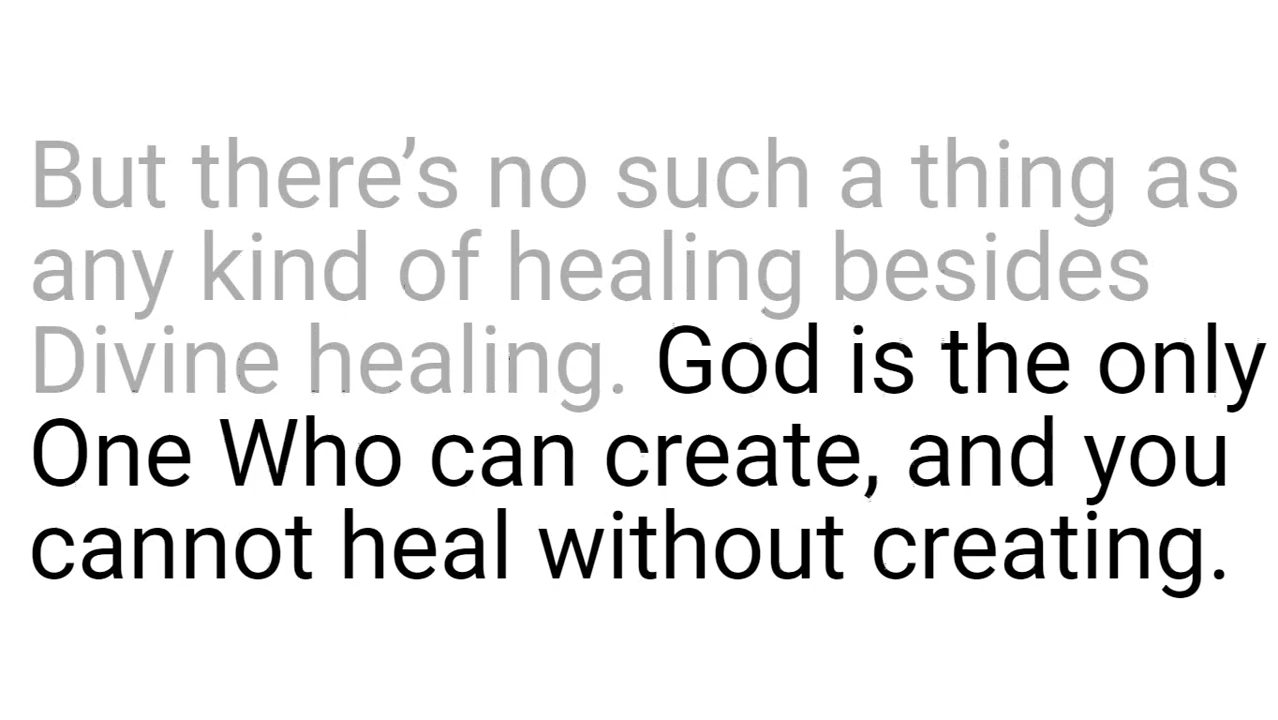 But there’s no such a thing as
any kind of healing besides
Divine healing. God is the only
One Who can create, and you
cannot heal without creating.